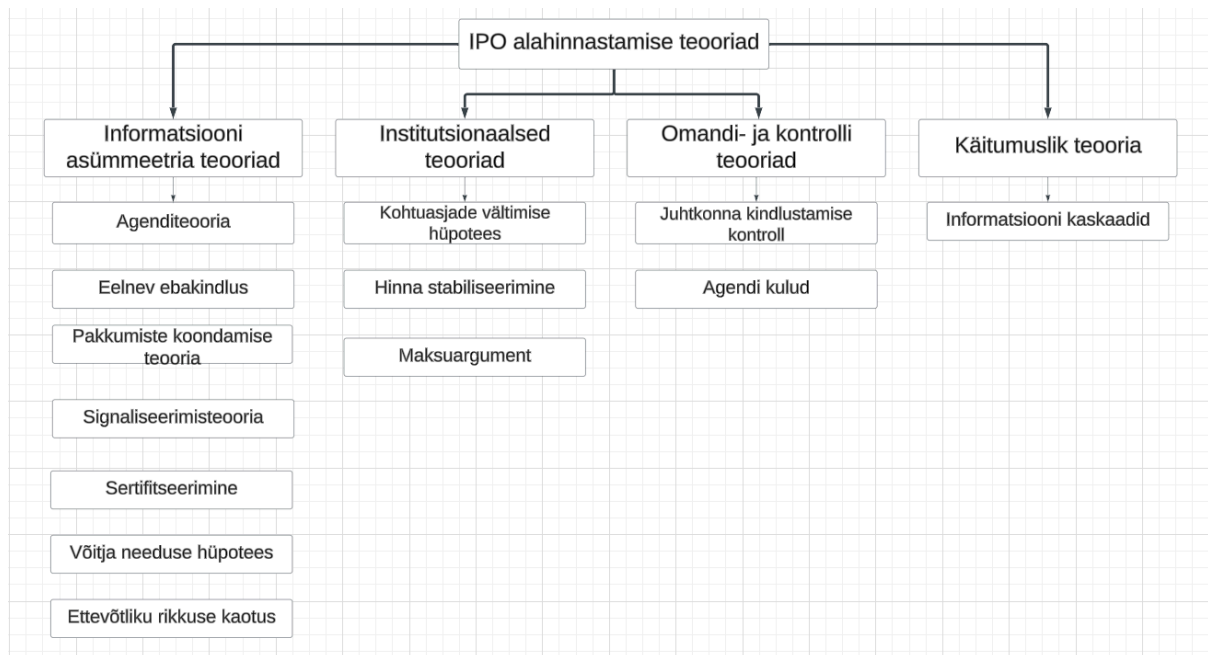 IPO alahinnastamise teooriad
Informatsiooni
asümmeetria teooriad
Institutsionaalsed
teooriad
Omandi- ja kontrolli
teooriad
Käitumuslik teooria
Agenditeooria
Eelnev ebakindlus
Pakkumiste koondamise
teooria
Signaliseerimisteooria
Sertifitseerimine
Võitja needuse hüpotees
Ettevõtliku rikkuse kaotus
Kohtuasjade vältimise
hüpotees
Hinna stabiliseerimine
Maksuargument
Juhtkonna kindlustamise
kontroll
Agendi kulud
Informatsiooni kaskaadid